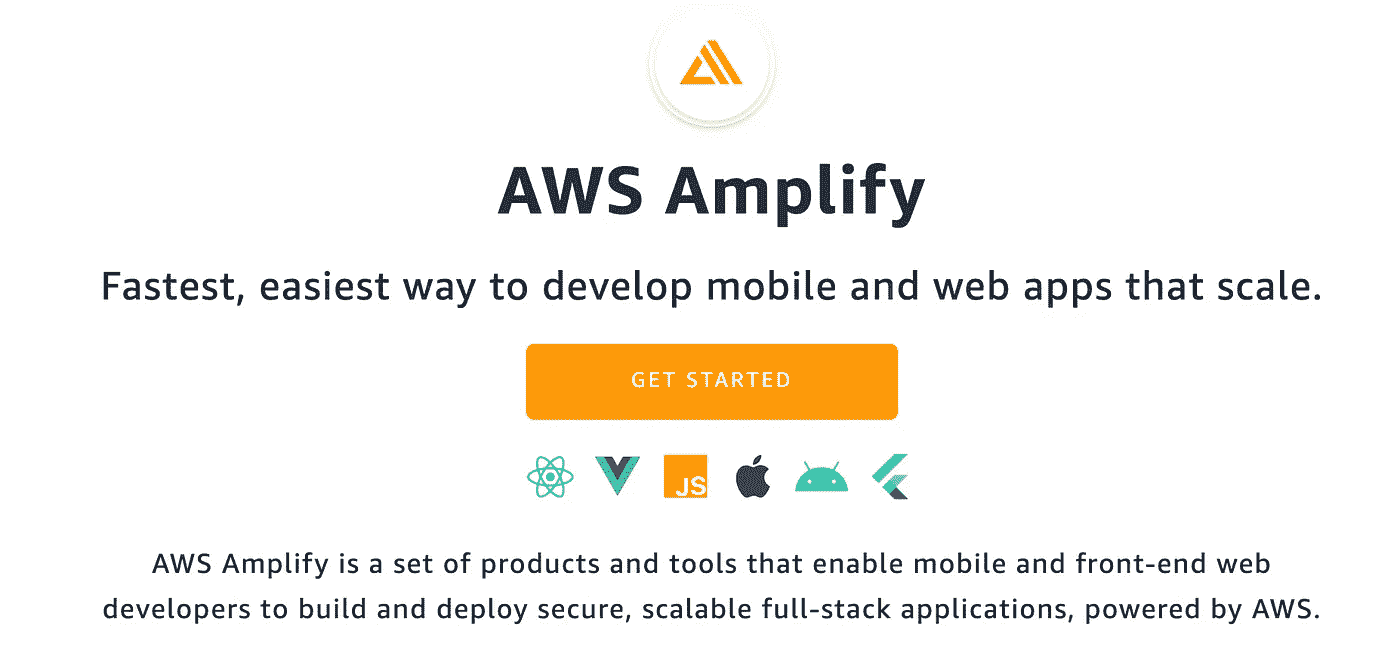 AWS Amplify
Fastest, easiest way to develop mobile and web apps that scale.
GET STARTED
JS
AWS Amplify is a set of products and tools that enable mobile and front-end web
developers to build and deploy secure, scalable full-stack applications, powered by AWS.